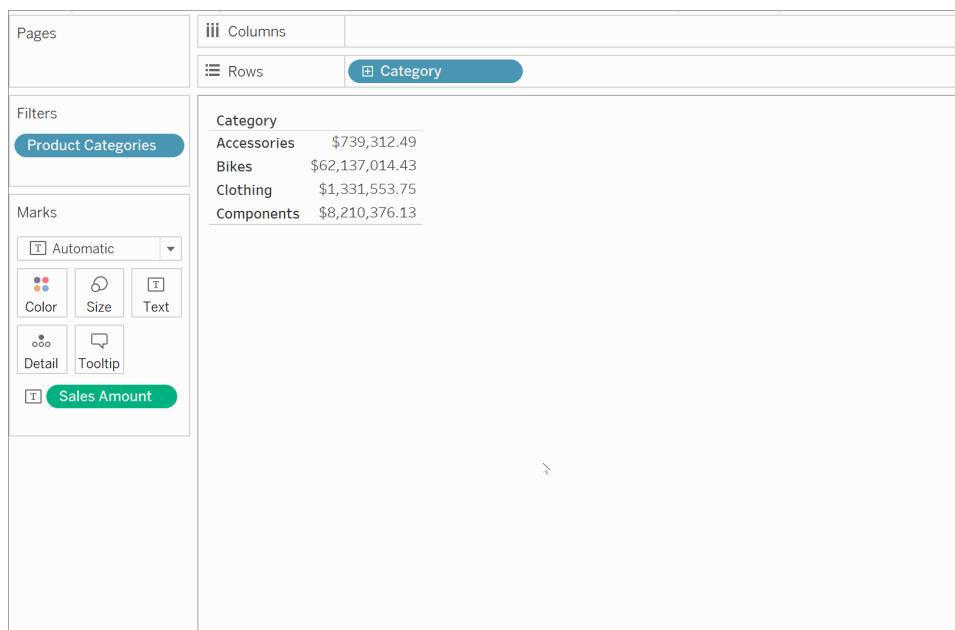 Pages
Columns
Rows
Category
Filters
Product Categories
Category
Accessories $739,312.49
Bikes $62,137,014.43
Clothing $1,331,553.75
Components $8,210,376.13
Marks
T Automatic
Color Size T Text
Detail Tooltip
T Sales Amount